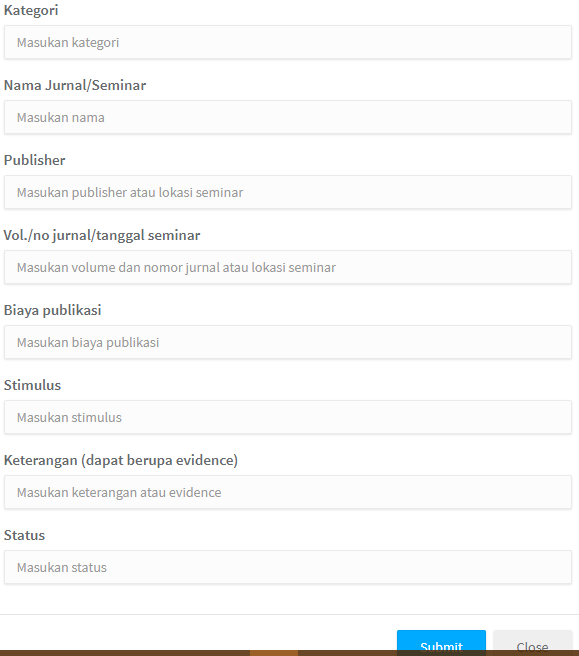 Kategori
Masukan kategori
Nama Jurnal/Seminar
Masukan nama
Publisher
Masukan publisher atau lokasi seminar
Vol./no jurnal/tanggal seminar
Masukan volume dan nomor jurnal atau lokasi seminar
Biaya publikasi
Masukan biaya publikasi
Stimulus
Masukan stimulus
Keterangan (dapat berupa evidence)
Masukan keterangan atau evidence
Status
Masukan status
Submit Close